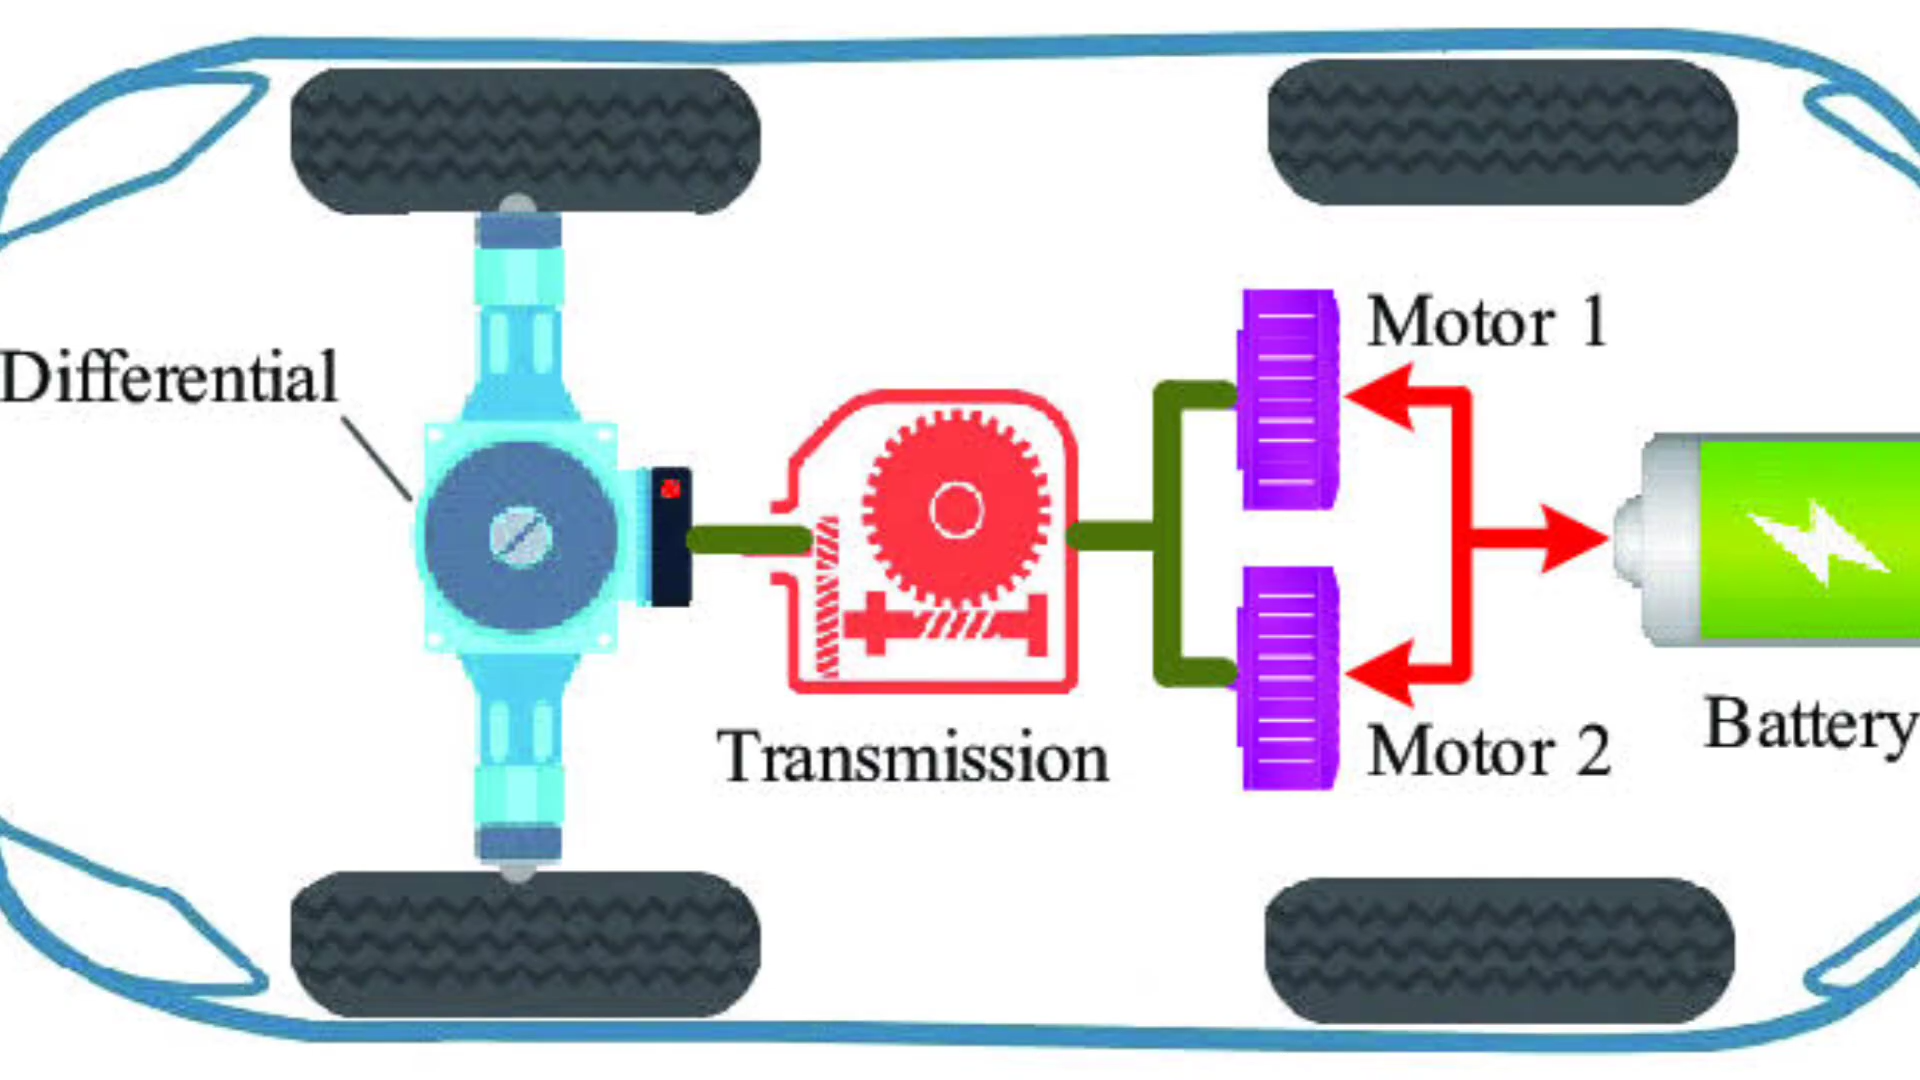 Motor 1
Differential
Transmission
Motor 2
Battery